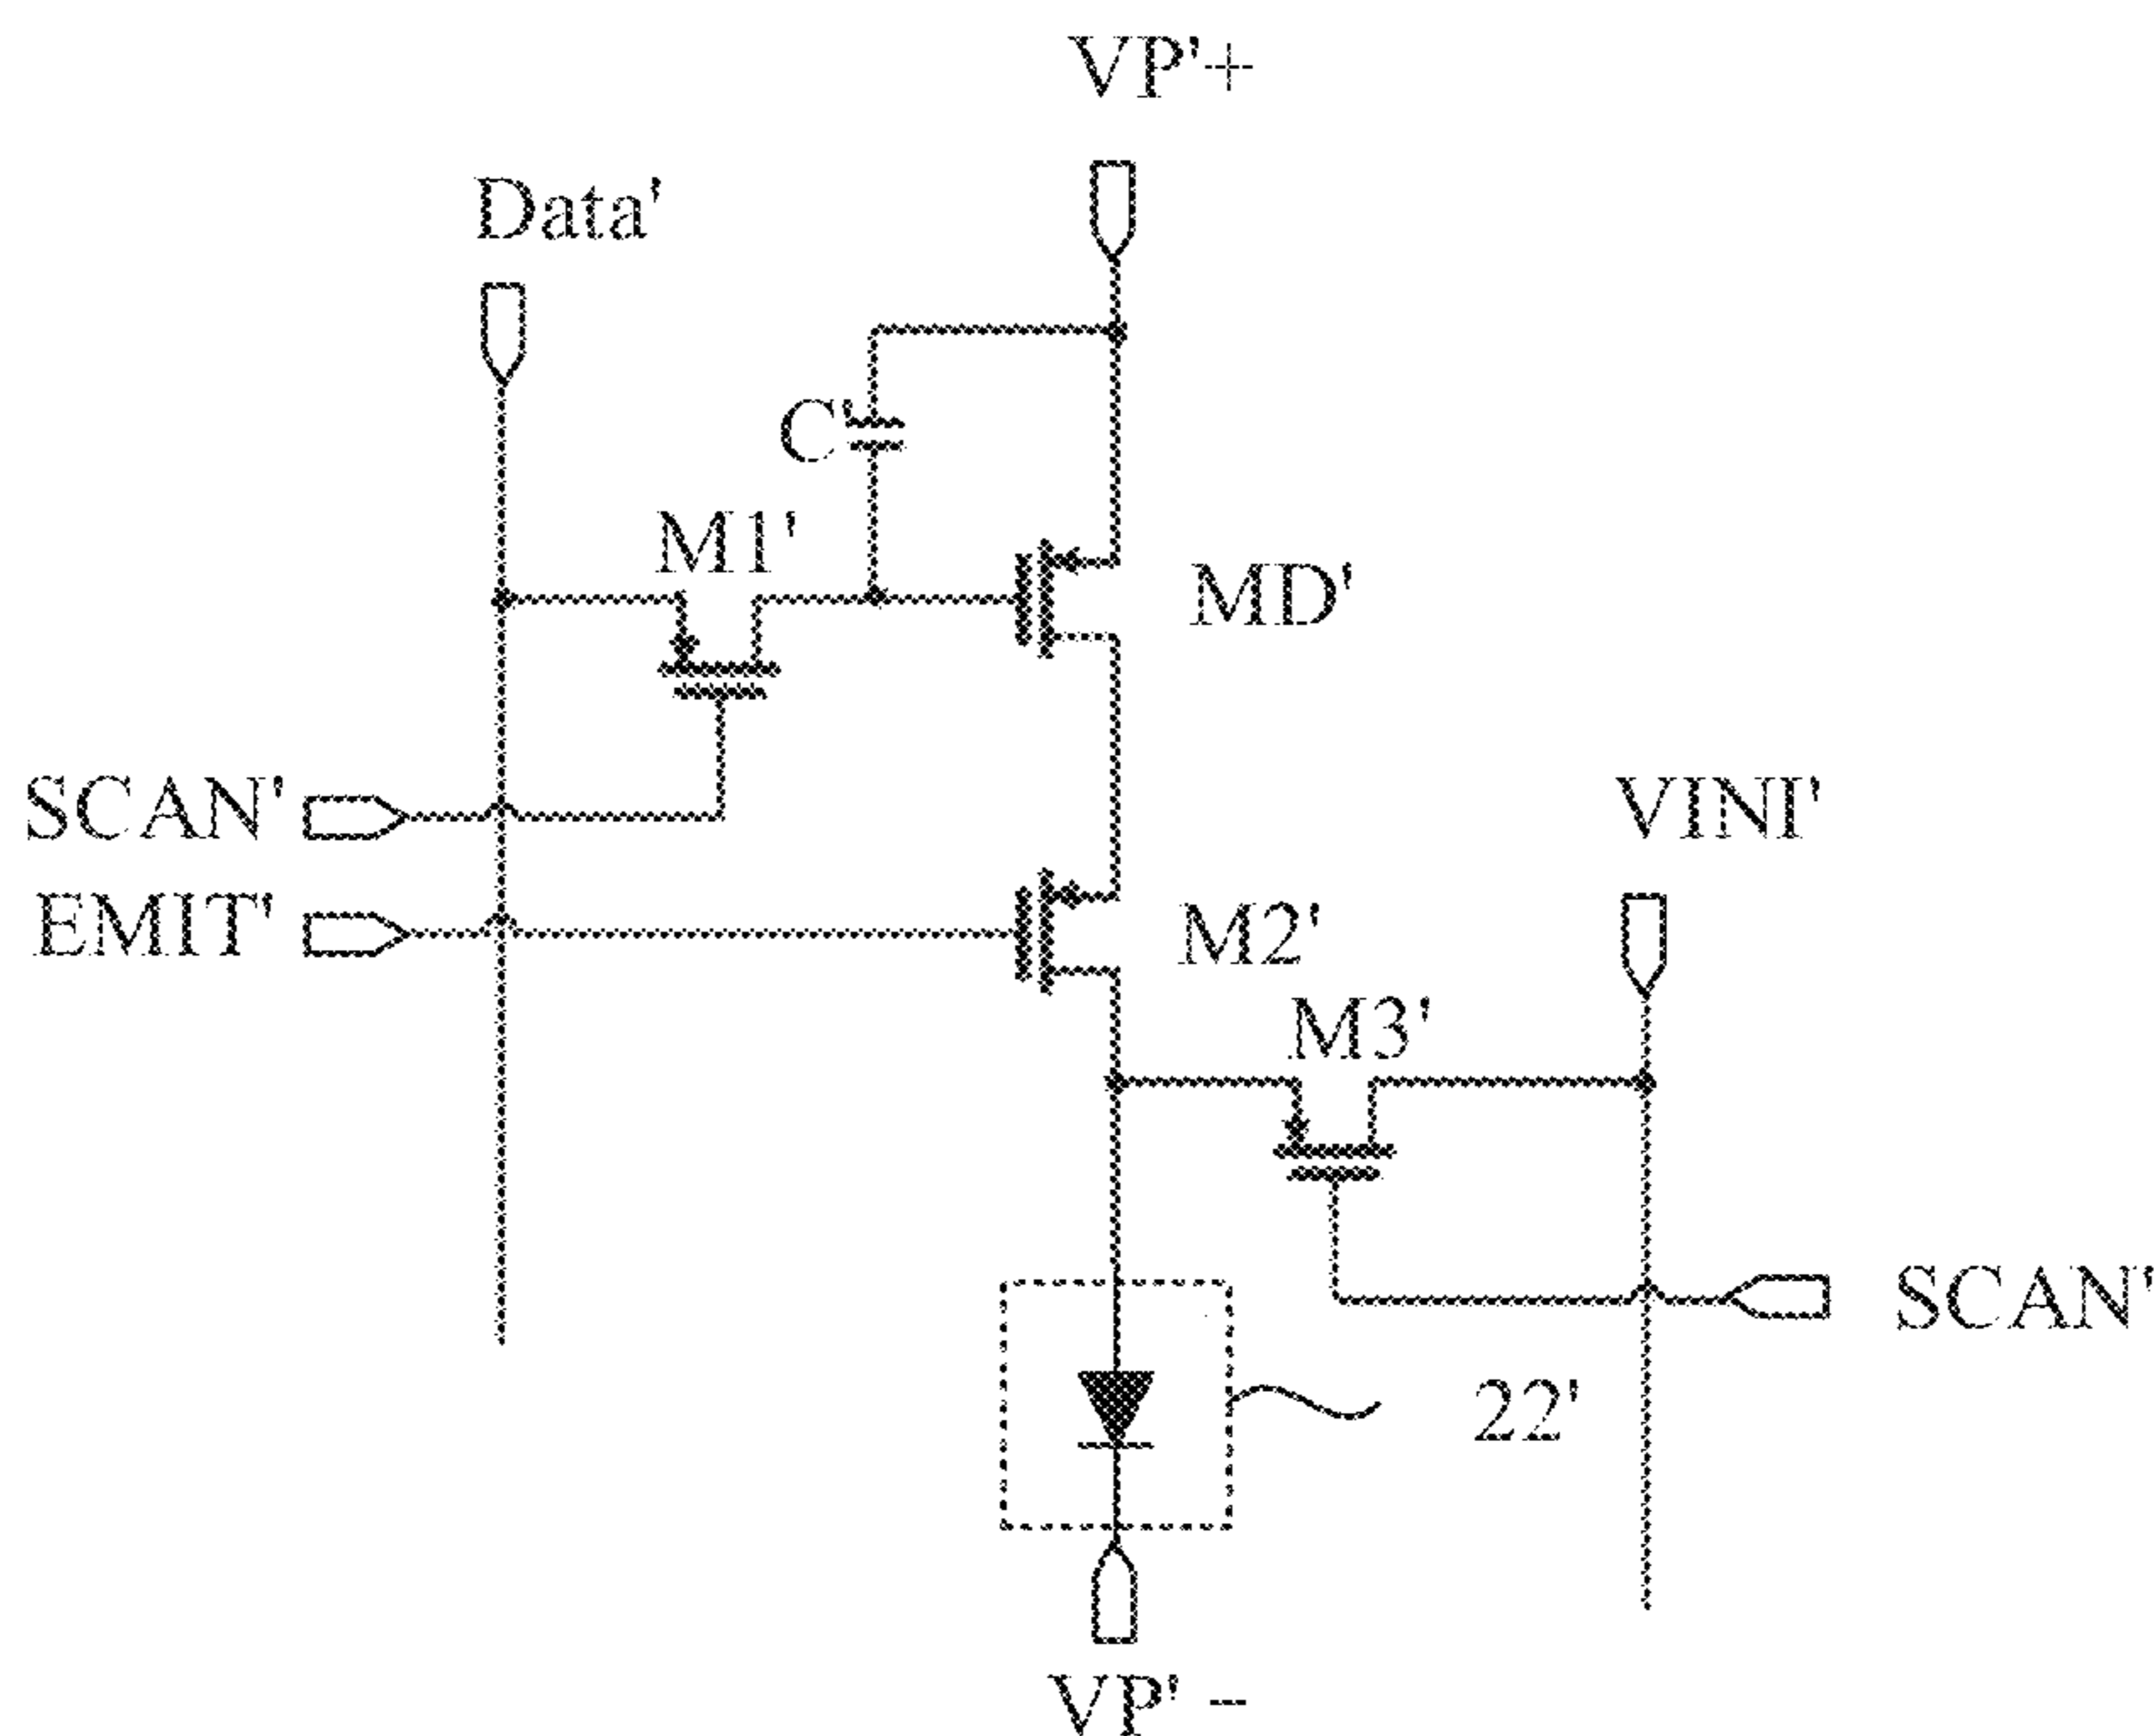 VP'+
Data'
C'
M1'
MD'
SCAN'
VINI'
EMIT'
M2'
M3'
SCAN'
22'
VP' -